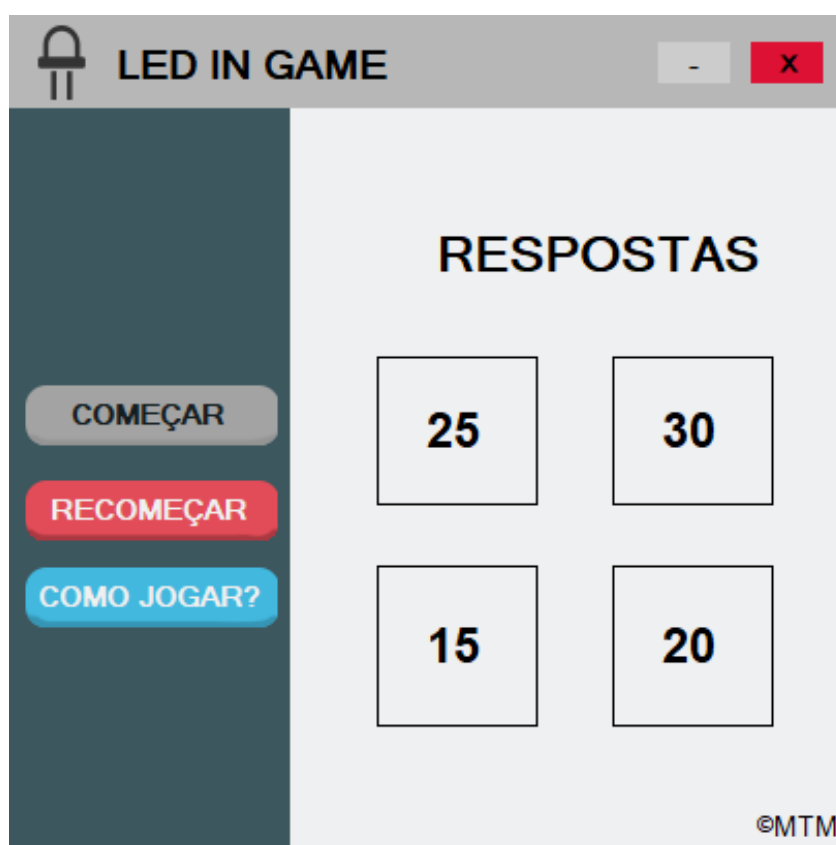 LED IN GAME
-
X
COMEÇAR
RECOMEÇAR
COMO JOGAR?
RESPOSTAS
25 30
15 20
©MTM